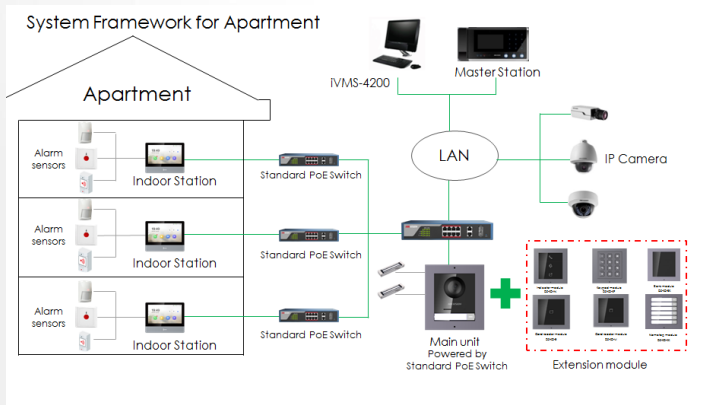 System Framework for Apartment
iVMS-4200
Master Station
Apartment
LAN
IP Camera
Alarm
sensors
Indoor Station
Standard PoE Switch
Alarm
sensors
Indoor Station
Standard PoE Switch
Alarm
sensors
Indoor Station
Standard PoE Switch
Main unit
Powered by
Standard PoE Switch
Extension module